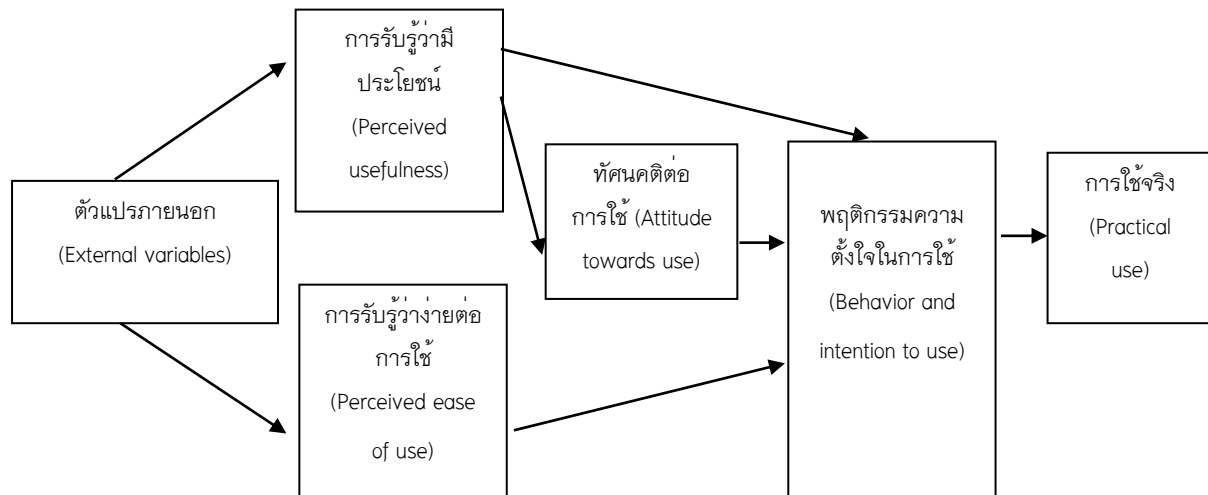 การรับรู้ว่ามี
ประโยชน์
(Perceived
usefulness)
ตัวแปรภายนอก
(External variables)
ทัศนคติต่อ
การใช้ (Attitude
towards use)
การรับรู้ว่าง่ายต่อ
การใช้
(Perceived ease
of use)
พฤติกรรมความ
ตั้งใจในการใช้
(Behavior and
intention to use)
การใช้จริง
(Practical
use)